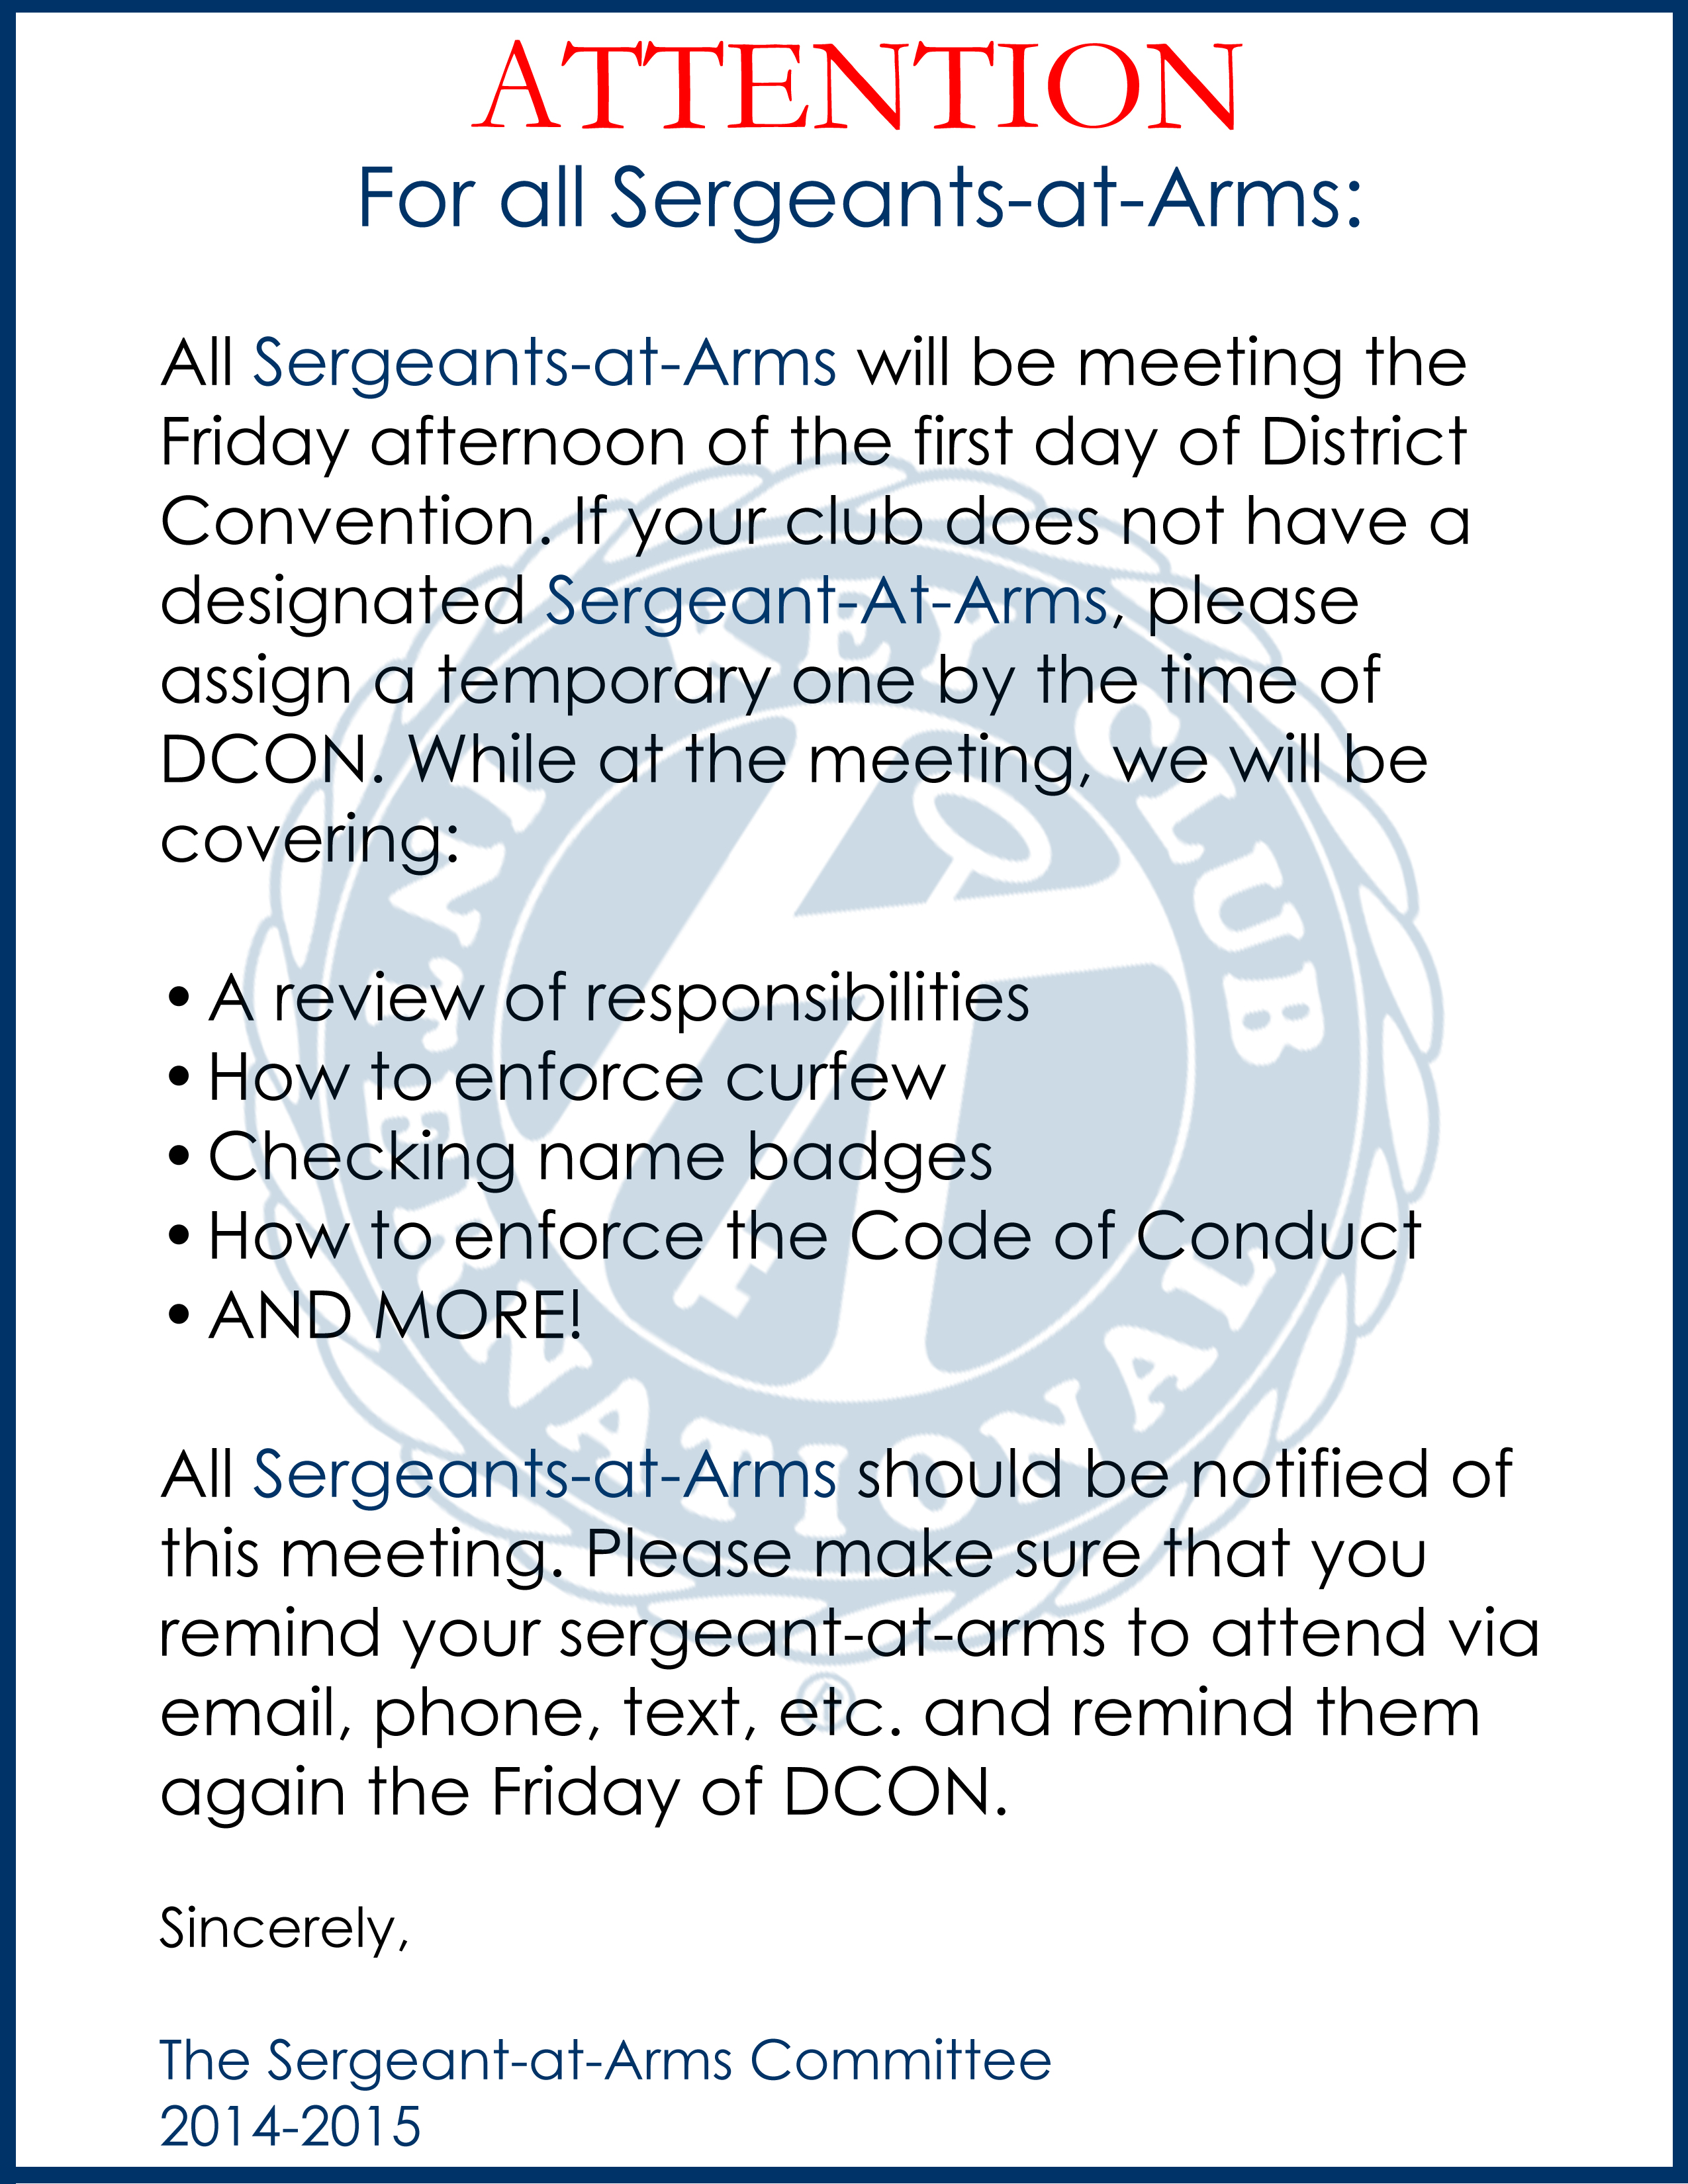 ATTENTION
For all Sergeants-at-Arms:
All Sergeants-at-Arms will be meeting the
Friday afternoon of the first day of District
Convention. If your club does not have a
designated Sergeant-At-Arms, please
assign a temporary one by the time of
DCON. While at the meeting, we will be
covering:
• A review of responsibilities
• How to enforce curfew
• Checking name badges
• How to enforce the Code of Conduct
• AND MORE!
All Sergeants-at-Arms should be notified of
this meeting. Please make sure that you
remind your sergeant-at-arms to attend via
email, phone, text, etc. and remind them
again the Friday of DCON.
Sincerely,
The Sergeant-at-Arms Committee
2014-2015
KEY CLUB
INTERNATIONAL
®